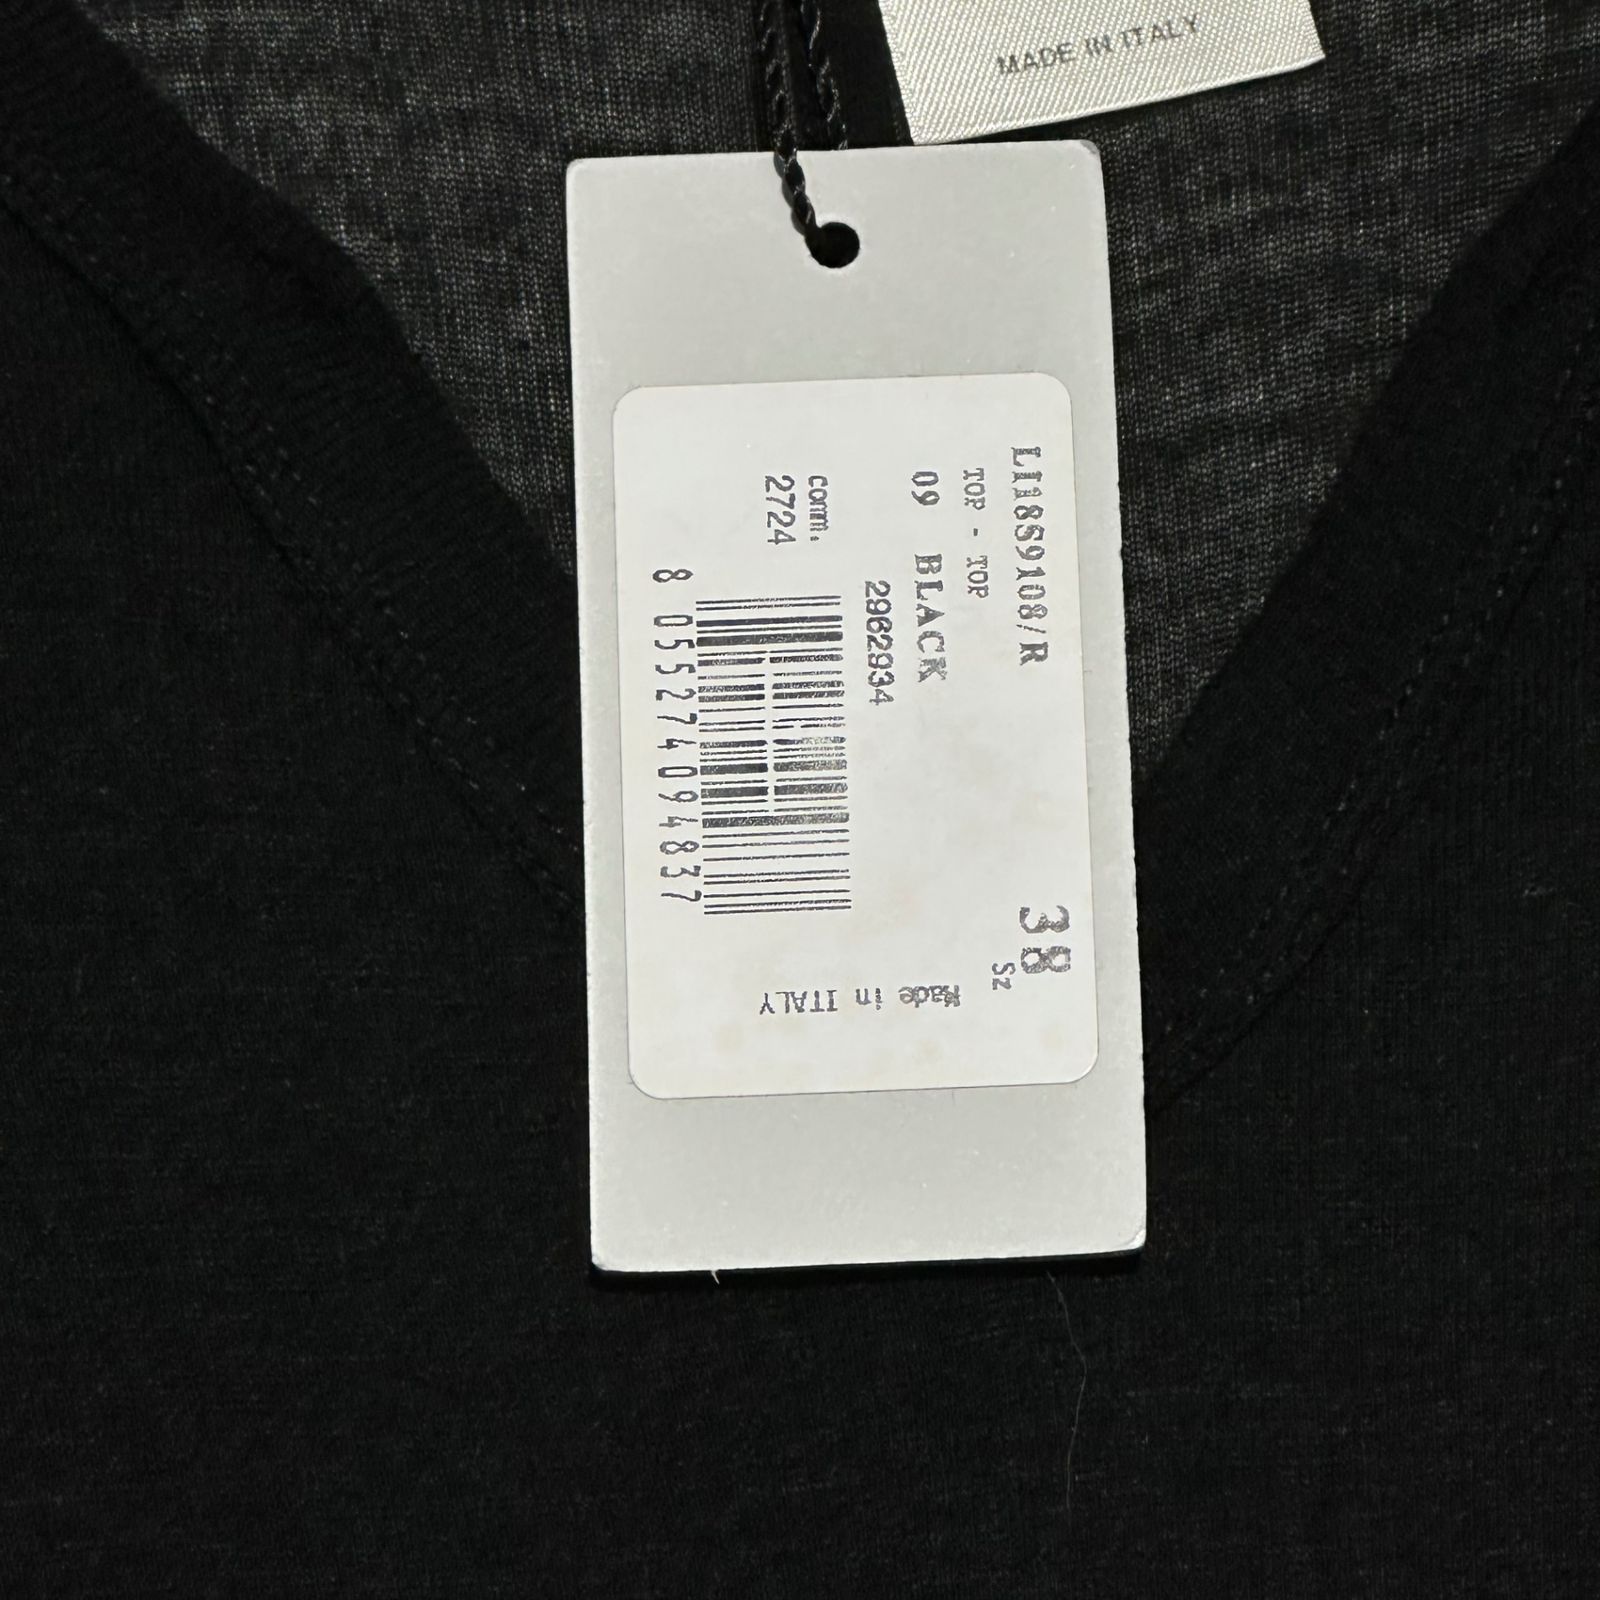 MADE IN ITALY
LI18S9108/R
38
Sz
TOP - TOP
09 BLACK
2962934
comm.
2724
8 055274 094837
Made in ITALY